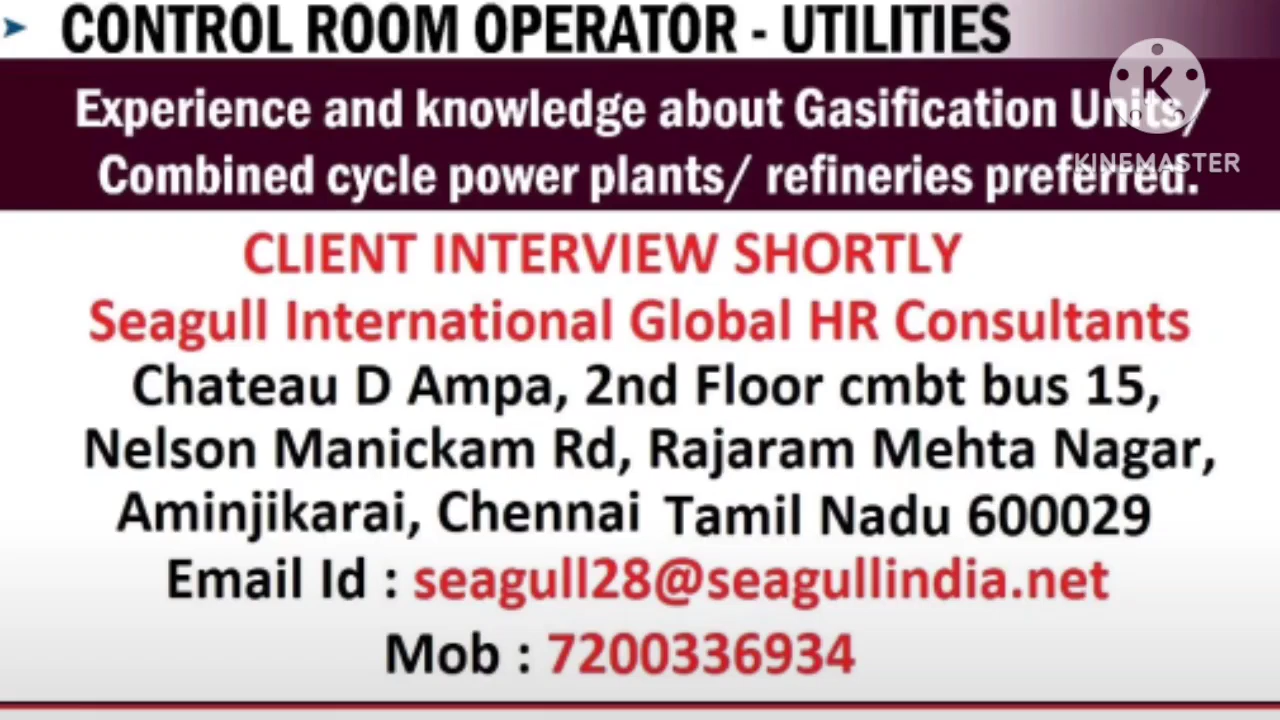 CONTROL ROOM OPERATOR - UTILITIES
Experience and knowledge about Gasification Units/
Combined cycle power plants/ refineries preferred.
K
KINEMASTER
CLIENT INTERVIEW SHORTLY
Seagull International Global HR Consultants
Chateau D Ampa, 2nd Floor cmbt bus 15,
Nelson Manickam Rd, Rajaram Mehta Nagar,
Aminjikarai, Chennai Tamil Nadu 600029
Email Id : seagull28@seagullindia.net
Mob : 7200336934